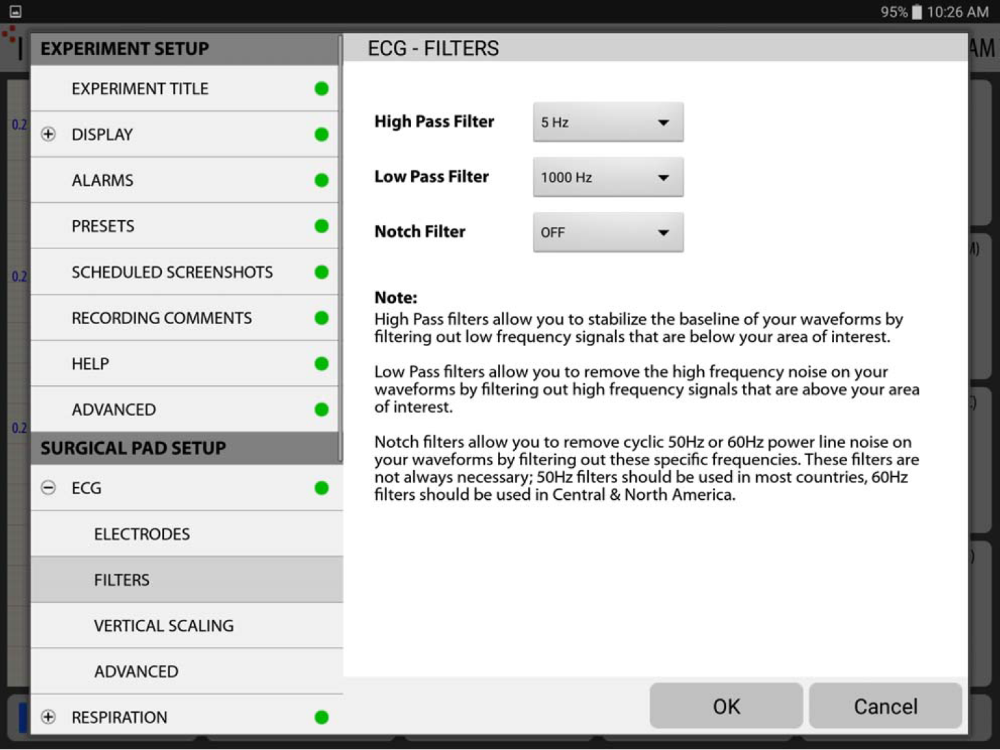 95% 10:26 AM
EXPERIMENT SETUP
EXPERIMENT TITLE
DISPLAY
ALARMS
PRESETS
SCHEDULED SCREENSHOTS
RECORDING COMMENTS
HELP
ADVANCED
SURGICAL PAD SETUP
ECG
ELECTRODES
FILTERS
VERTICAL SCALING
ADVANCED
RESPIRATION
ECG - FILTERS
High Pass Filter 5 Hz
Low Pass Filter 1000 Hz
Notch Filter OFF
Note:
High Pass filters allow you to stabilize the baseline of your waveforms by
filtering out low frequency signals that are below your area of interest.
Low Pass filters allow you to remove the high frequency noise on your
waveforms by filtering out high frequency signals that are above your area
of interest.
Notch filters allow you to remove cyclic 50Hz or 60Hz power line noise on
your waveforms by filtering out these specific frequencies. These filters are
not always necessary; 50Hz filters should be used in most countries, 60Hz
filters should be used in Central & North America.
OK Cancel
0.2
0.2
0.2
AM